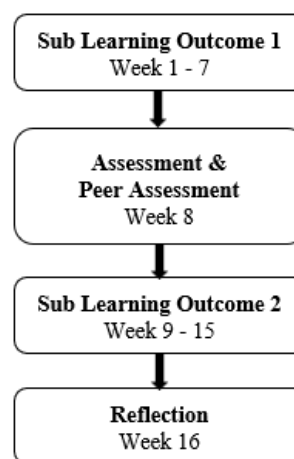 Sub Learning Outcome 1
Week 1 - 7
Assessment &
Peer Assessment
Week 8
Sub Learning Outcome 2
Week 9 - 15
Reflection
Week 16